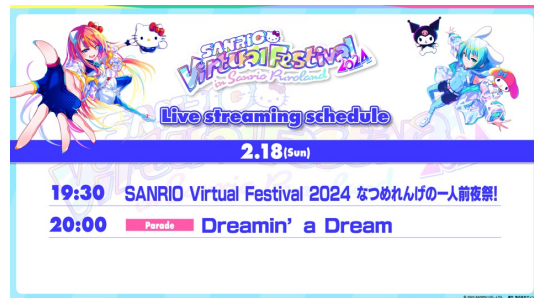 SANRIO
Virtual Festival 2024
in Sanrio Puroland
Live streaming schedule
2.18(Sun)
19:30 SANRIO Virtual Festival 2024 なつめれんげの一人前夜祭!
20:00 Parade Dreamin' a Dream